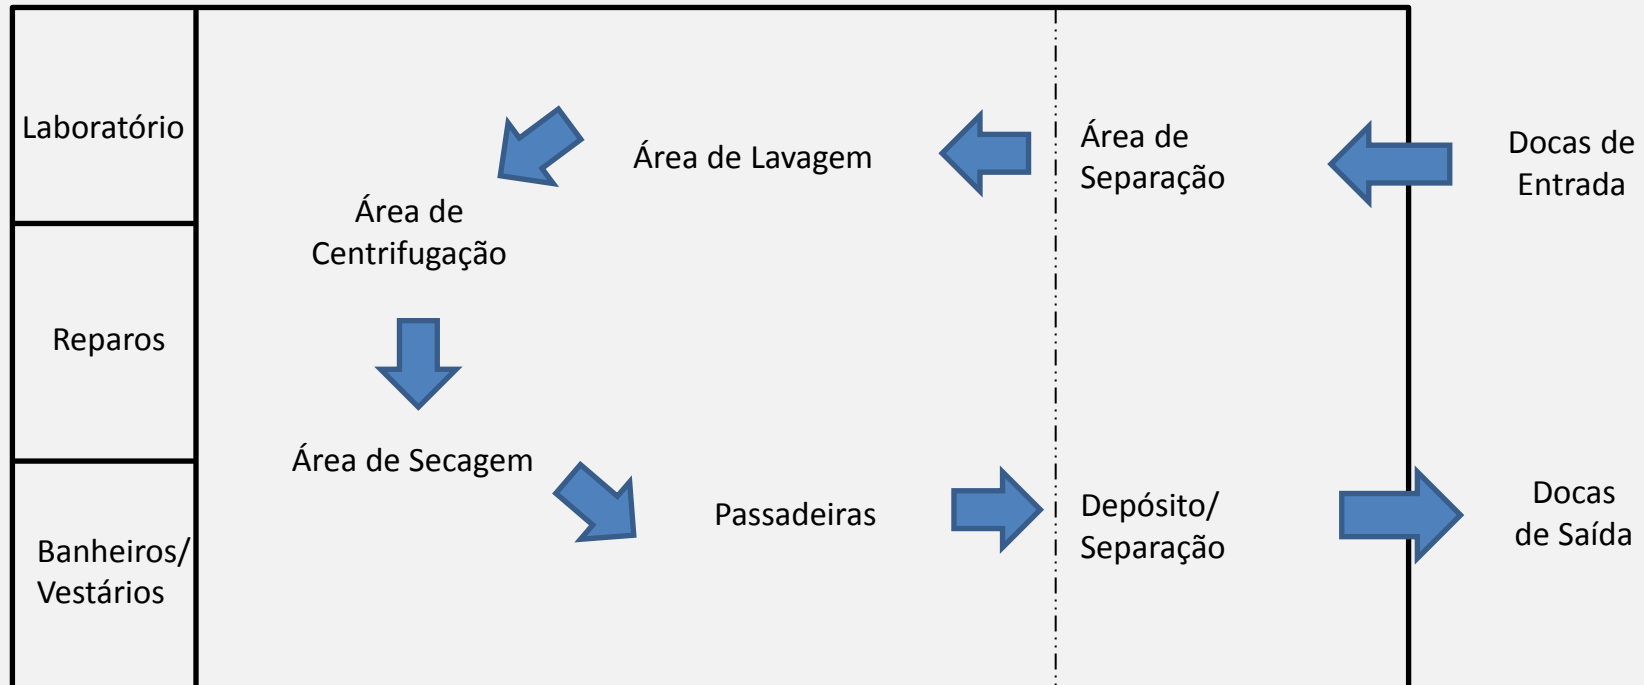 Laboratório
Área de Lavagem
Área de
Separação
Docas de
Entrada
Área de
Centrifugação
Reparos
Área de Secagem
Passadeiras
Depósito/
Separação
Docas
de Saída
Banheiros/
Vestários